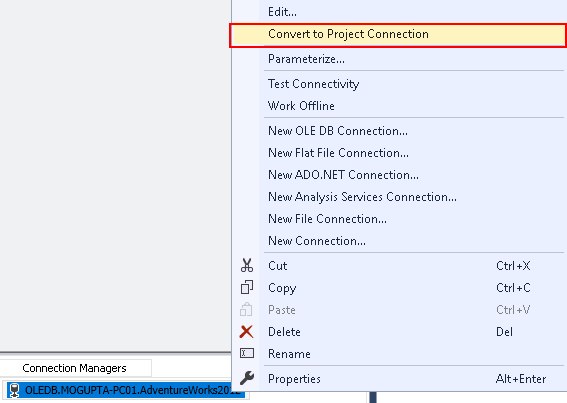 Edit...
Convert to Project Connection
Parameterize...
Test Connectivity
Work Offline
New OLE DB Connection...
New Flat File Connection...
New ADO.NET Connection...
New Analysis Services Connection...
New File Connection...
New Connection...
Cut Ctrl+X
Copy Ctrl+C
Paste Ctrl+V
Delete Del
Rename
Properties Alt+Enter
Connection Managers
OLEDB.MOGUPTA-PC01.AdventureWorks2012